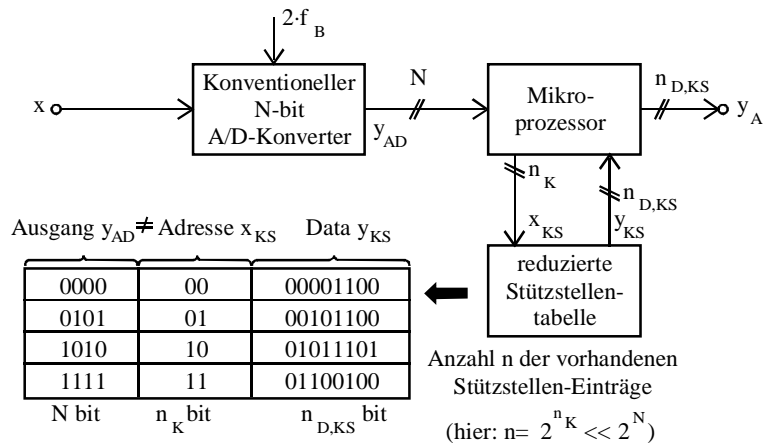 2·f_B
Konventioneller
N-bit
A/D-Konverter
x
y_AD
N
Mikro-
prozessor
n_D,KS
y_A
n_K
n_D,KS
x_KS
y_KS
reduzierte
Stützstellen-
tabelle
Ausgang y_AD ≠ Adresse x_KS Data y_KS
0000 00 00001100
0101 01 00101100
1010 10 01011101
1111 11 01100100
N bit n_K bit n_D,KS bit
Anzahl n der vorhandenen
Stützstellen-Einträge
(hier: n= 2^n_K << 2^N)